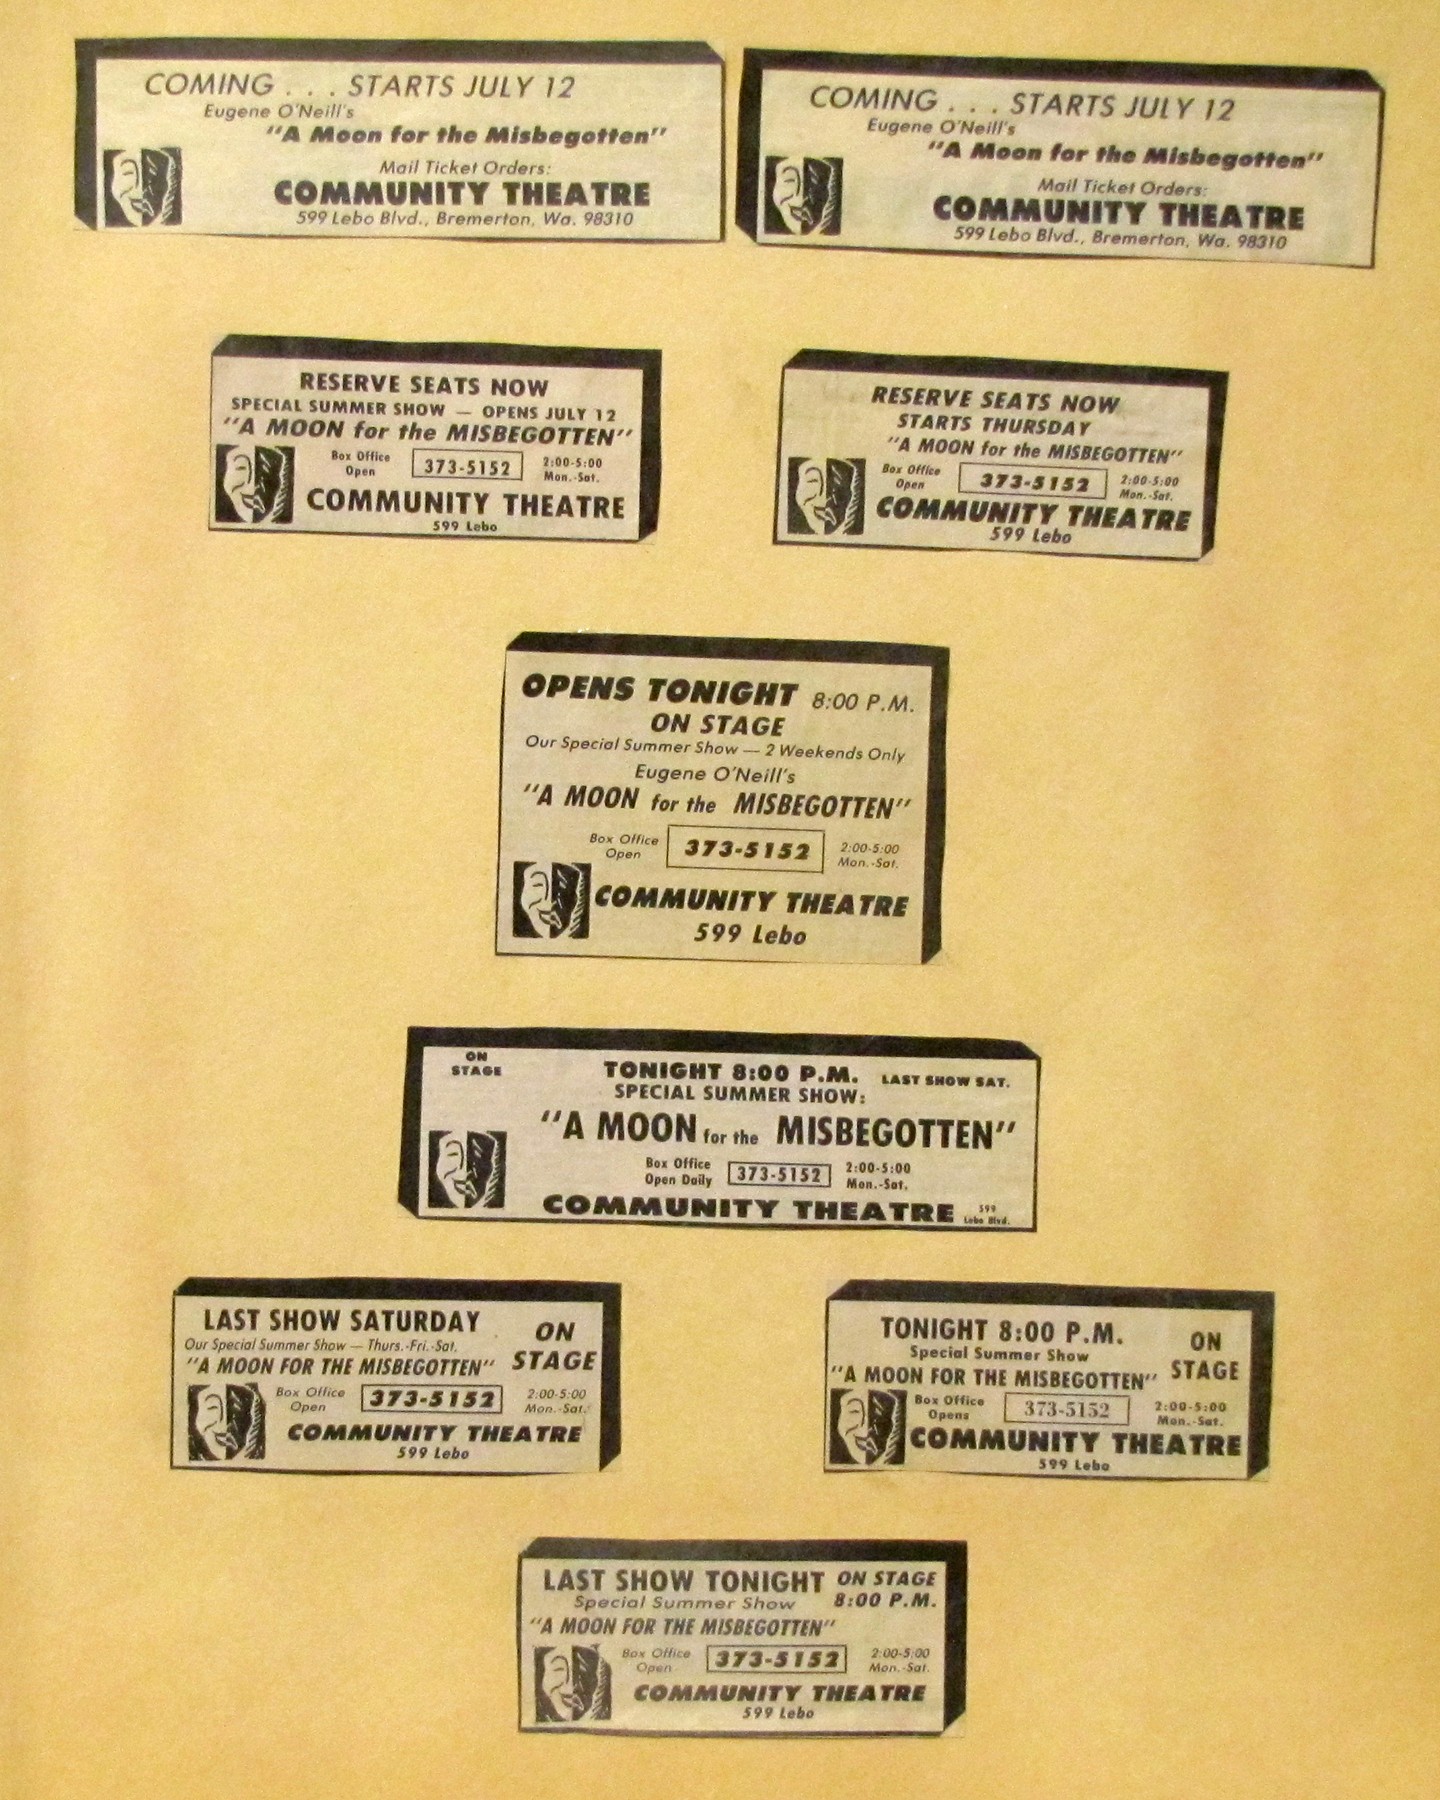 COMING . . . STARTS JULY 12
Eugene O'Neill's
"A Moon for the Misbegotten"
Mail Ticket Orders:
COMMUNITY THEATRE
599 Lebo Blvd., Bremerton, Wa. 98310
COMING . . . STARTS JULY 12
Eugene O'Neill's
"A Moon for the Misbegotten"
Mail Ticket Orders:
COMMUNITY THEATRE
599 Lebo Blvd., Bremerton, Wa. 98310
RESERVE SEATS NOW
SPECIAL SUMMER SHOW — OPENS JULY 12
"A MOON for the MISBEGOTTEN"
Box Office 373-5152 2:00-5:00
Open Mon.-Sat.
COMMUNITY THEATRE
599 Lebo
RESERVE SEATS NOW
STARTS THURSDAY
"A MOON for the MISBEGOTTEN"
Box Office 373-5152 2:00-5:00
Open Mon.-Sat.
COMMUNITY THEATRE
599 Lebo
OPENS TONIGHT 8:00 P.M.
ON STAGE
Our Special Summer Show — 2 Weekends Only
Eugene O'Neill's
"A MOON for the MISBEGOTTEN"
Box Office 373-5152 2:00-5:00
Open Mon.-Sat.
COMMUNITY THEATRE
599 Lebo
ON
STAGE
TONIGHT 8:00 P.M. LAST SHOW SAT.
SPECIAL SUMMER SHOW:
"A MOON for the MISBEGOTTEN"
Box Office 373-5152 2:00-5:00
Open Daily Mon.-Sat.
COMMUNITY THEATRE 599
Lebo Blvd.
LAST SHOW SATURDAY
Our Special Summer Show — Thurs.-Fri.-Sat.
"A MOON FOR THE MISBEGOTTEN"
ON
STAGE
Box Office 373-5152 2:00-5:00
Open Mon.-Sat.
COMMUNITY THEATRE
599 Lebo
TONIGHT 8:00 P.M.
Special Summer Show
"A MOON FOR THE MISBEGOTTEN"
ON
STAGE
Box Office 373-5152 2:00-5:00
Opens Mon.-Sat.
COMMUNITY THEATRE
599 Lebo
LAST SHOW TONIGHT ON STAGE
Special Summer Show 8:00 P.M.
"A MOON FOR THE MISBEGOTTEN"
Box Office 373-5152 2:00-5:00
Open Mon.-Sat.
COMMUNITY THEATRE
599 Lebo